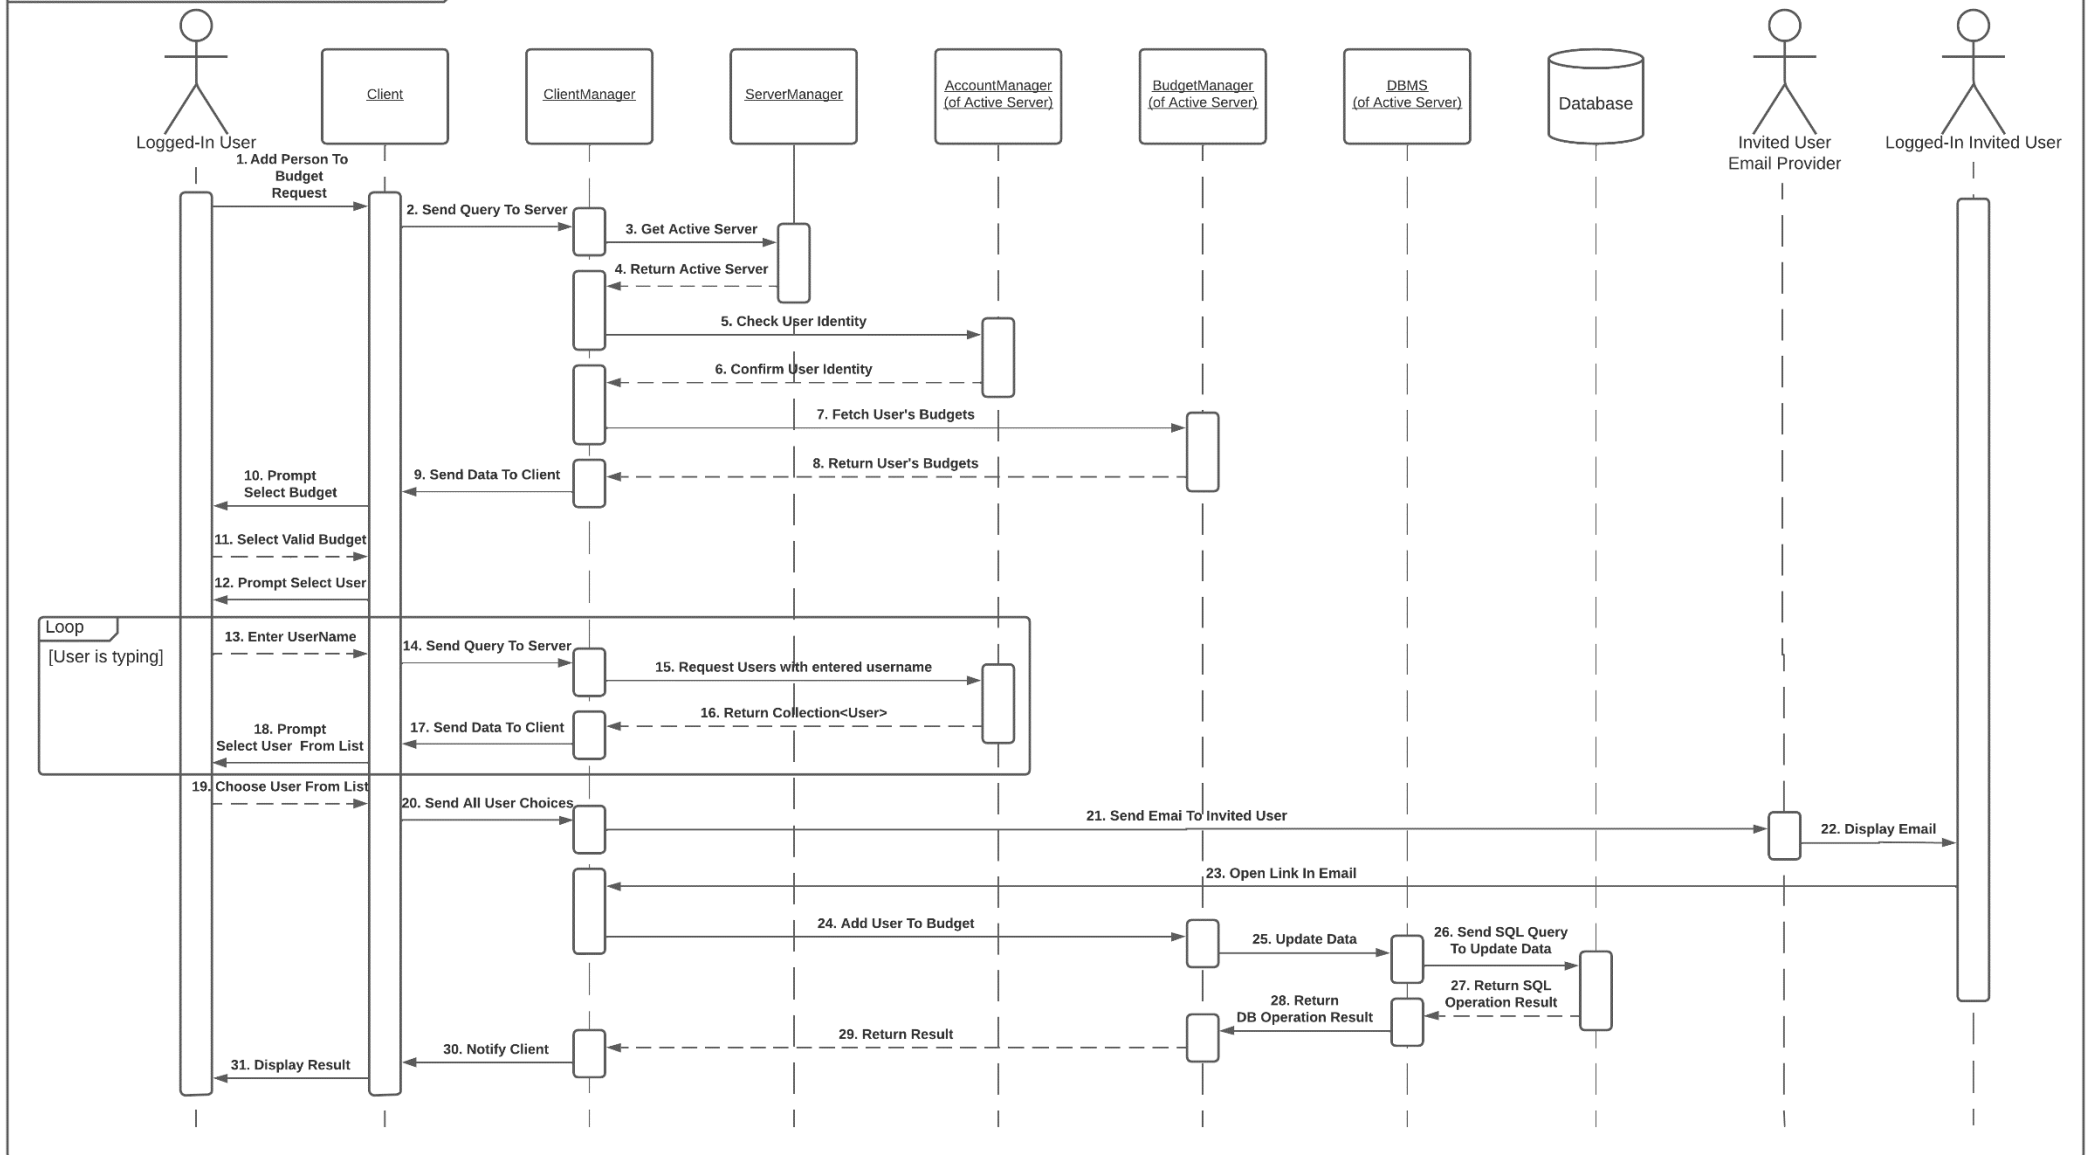 Logged-In User
Client
ClientManager
ServerManager
AccountManager
(of Active Server)
BudgetManager
(of Active Server)
DBMS
(of Active Server)
Database
Invited User
Email Provider
Logged-In Invited User
1. Add Person To
Budget
Request
2. Send Query To Server
3. Get Active Server
4. Return Active Server
5. Check User Identity
6. Confirm User Identity
7. Fetch User's Budgets
8. Return User's Budgets
9. Send Data To Client
10. Prompt
Select Budget
11. Select Valid Budget
12. Prompt Select User
Loop
[User is typing]
13. Enter UserName
14. Send Query To Server
15. Request Users with entered username
16. Return Collection<User>
17. Send Data To Client
18. Prompt
Select User From List
19. Choose User From List
20. Send All User Choices
21. Send Emai To Invited User
22. Display Email
23. Open Link In Email
24. Add User To Budget
25. Update Data
26. Send SQL Query
To Update Data
27. Return SQL
Operation Result
28. Return
DB Operation Result
29. Return Result
30. Notify Client
31. Display Result